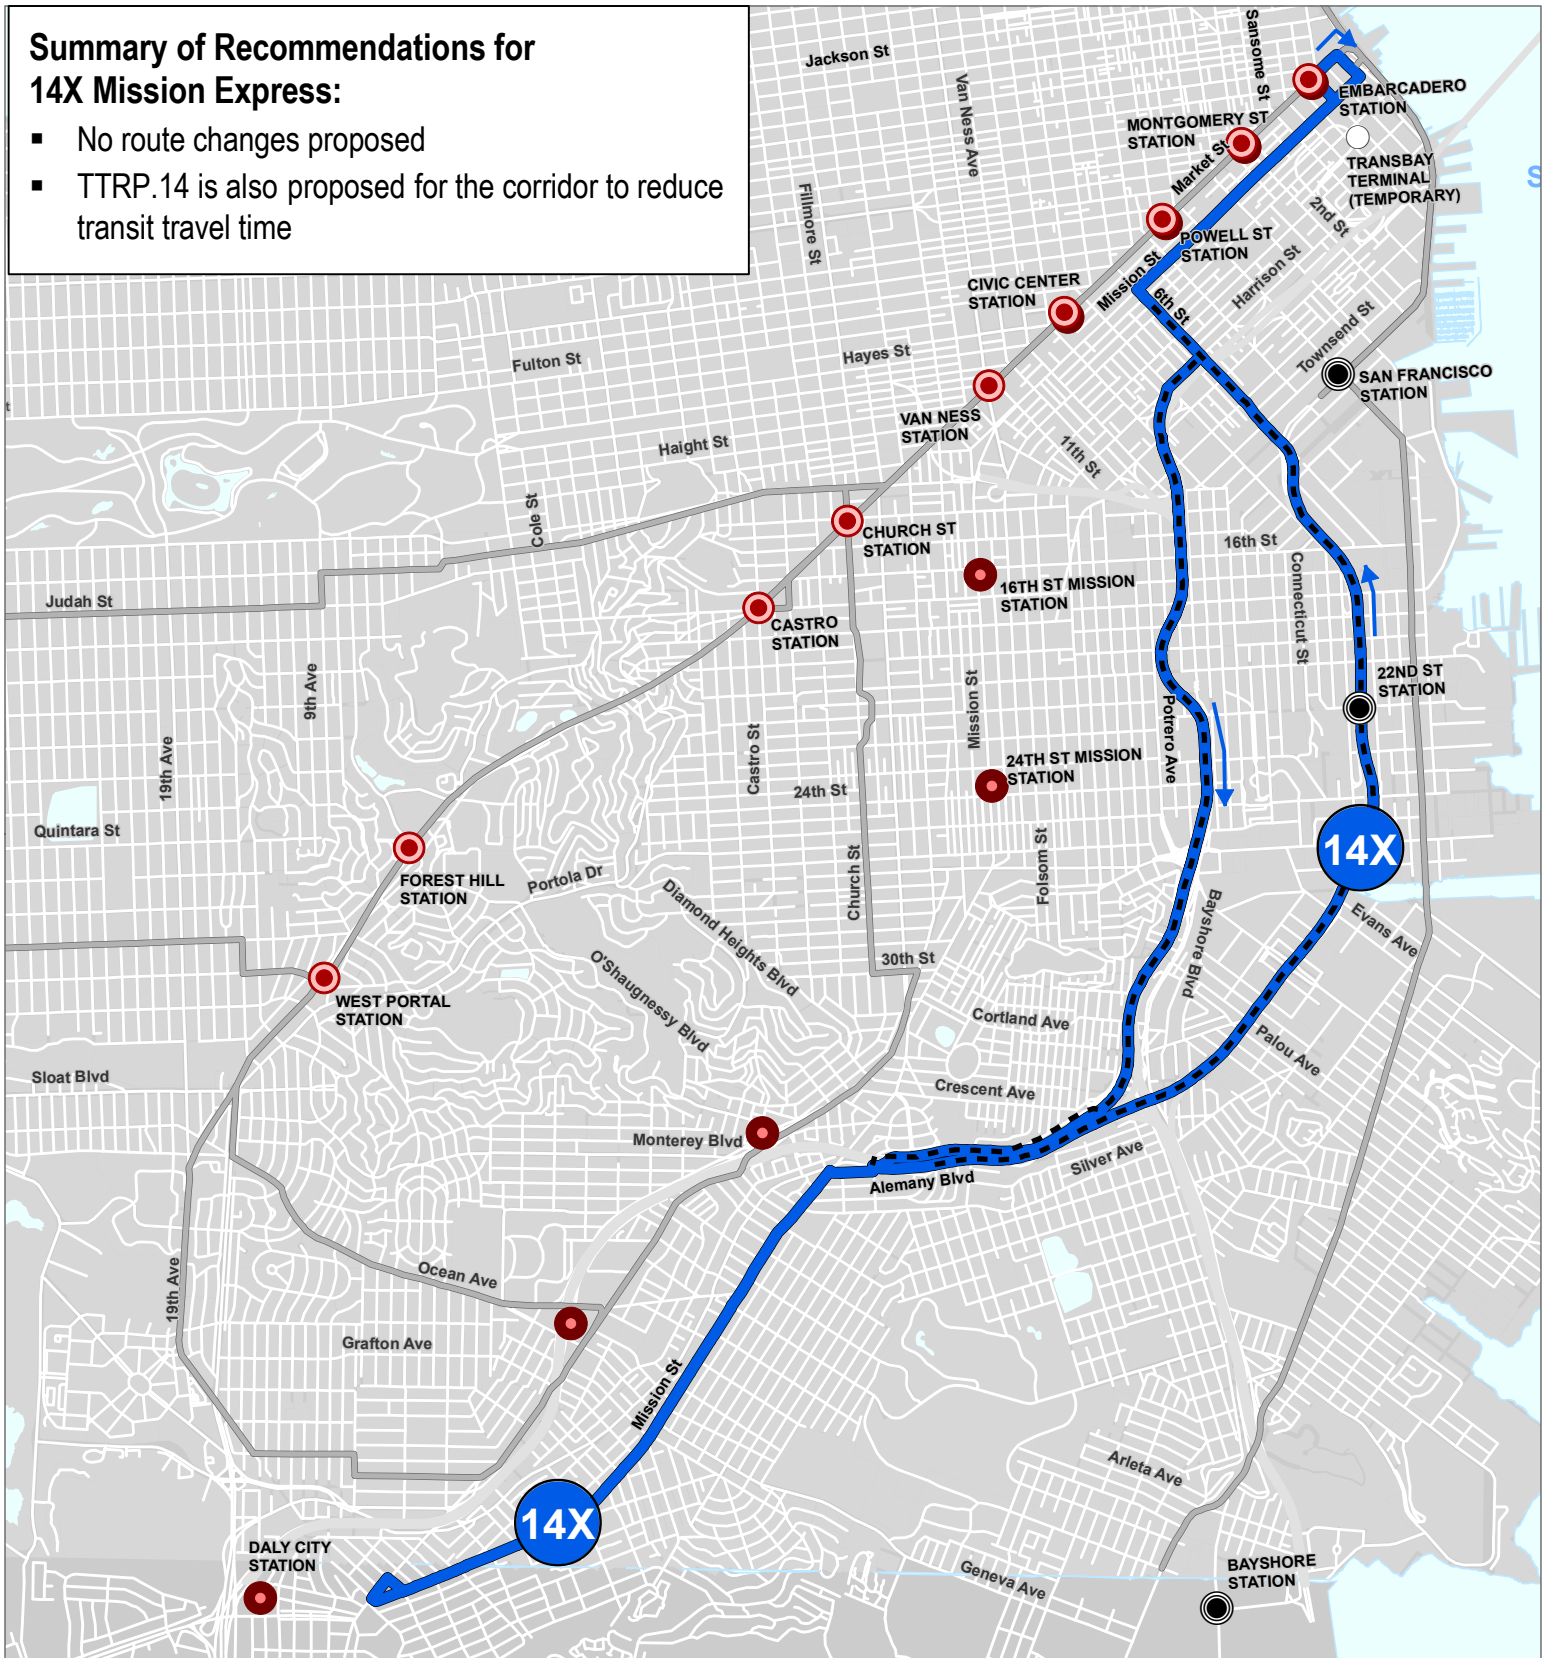 Summary of Recommendations for
14X Mission Express:
▪ No route changes proposed
▪ TTRP.14 is also proposed for the corridor to reduce
transit travel time
Jackson St
Sansome St
Van Ness Ave
Fillmore St
EMBARCADERO
STATION
MONTGOMERY ST
STATION
Market St
TRANSBAY
TERMINAL
(TEMPORARY)
S
2nd St
POWELL ST
STATION
Mission St
Harrison St
6th St
CIVIC CENTER
STATION
Townsend St
Hayes St
Fulton St
SAN FRANCISCO
STATION
VAN NESS
STATION
t
Haight St
11th St
Cole St
CHURCH ST
STATION
16th St
Connecticut St
16TH ST MISSION
STATION
Judah St
CASTRO
STATION
9th Ave
19th Ave
Castro St
Mission St
Potrero Ave
22ND ST
STATION
24TH ST MISSION
STATION
24th St
Quintara St
Folsom St
14X
Church St
FOREST HILL
STATION
Portola Dr
Diamond Heights Blvd
Bayshore Blvd
Evans Ave
30th St
O'Shaugnessy Blvd
WEST PORTAL
STATION
Cortland Ave
Palou Ave
Sloat Blvd
Crescent Ave
Monterey Blvd
Silver Ave
Alemany Blvd
19th Ave
Ocean Ave
Grafton Ave
Mission St
Arleta Ave
14X
DALY CITY
STATION
Geneva Ave
BAYSHORE
STATION